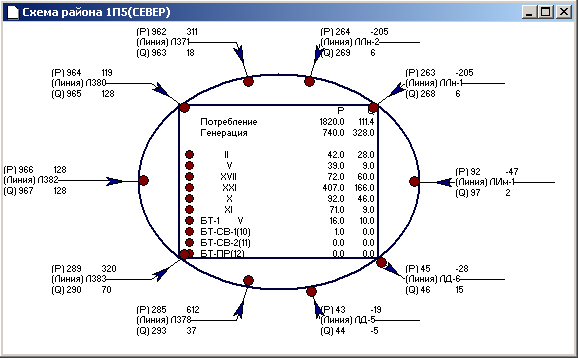 Схема района 1П5(СЕВЕР)
(P) 962 311
(Линия) Л371
(Q) 963 18
(P) 264 -205
(Линия) ЛЛн-2
(Q) 269 6
(P) 964 119
(Линия) Л380
(Q) 965 128
(P) 263 -205
(Линия) ЛЛн-1
(Q) 268 6
P Q
Потребление 1820.0 111.4
Генерация 740.0 328.0
II 42.0 28.0
V 39.0 9.0
XVII 72.0 60.0
XXI 407.0 166.0
X 92.0 46.0
XI 71.0 9.0
БТ-1 V 16.0 10.0
БТ-СВ-1(10) 1.0 0.0
БТ-СВ-2(11) 0.0 0.0
БТ-ПР(12) 0.0 0.0
(P) 966 128
(Линия) Л382
(Q) 967 128
(P) 92 -47
(Линия) ЛИм-1
(Q) 97 2
(P) 289 320
(Линия) Л383
(Q) 290 70
(P) 45 -28
(Линия) ЛД-6
(Q) 46 15
(P) 285 612
(Линия) Л378
(Q) 293 37
(P) 43 -19
(Линия) ЛД-5
(Q) 44 -5